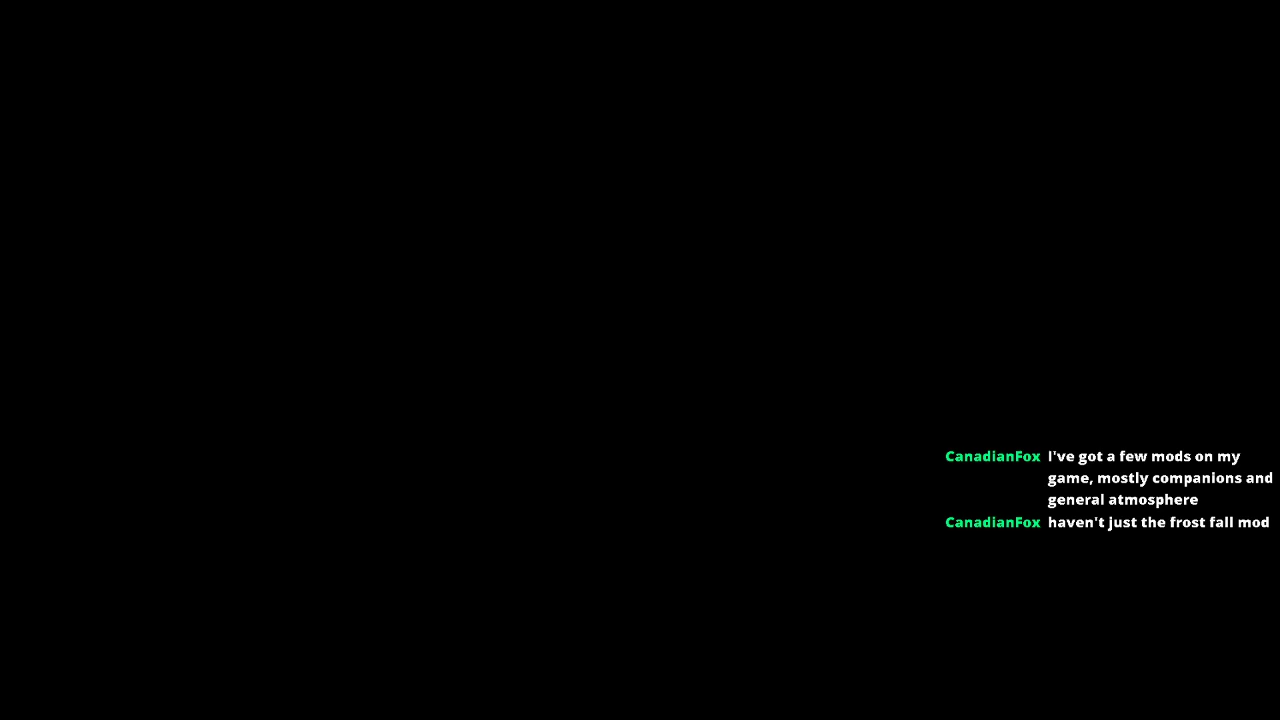 CanadianFox I've got a few mods on my
game, mostly companions and
general atmosphere
CanadianFox haven't just the frost fall mod